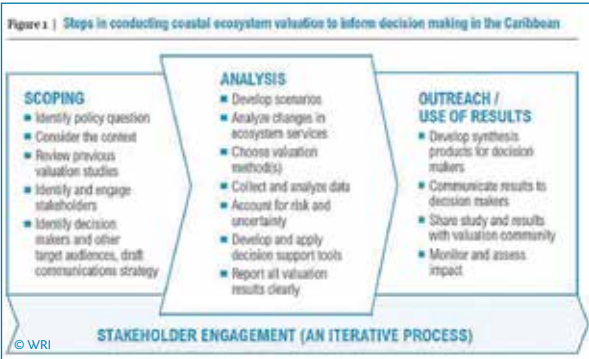 Figure 1 | Steps in conducting coastal ecosystem valuation to inform decision making in the Caribbean
SCOPING
■ Identify policy question
■ Consider the context
■ Review previous
valuation studies
■ Identify and engage
stakeholders
■ Identify decision
makers and other
target audiences, draft
communications strategy
ANALYSIS
■ Develop scenarios
■ Analyze changes in
ecosystem services
■ Choose valuation
method(s)
■ Collect and analyze data
■ Account for risk and
uncertainty
■ Develop and apply
decision support tools
■ Report all valuation
results clearly
OUTREACH /
USE OF RESULTS
■ Develop synthesis
products for decision
makers
■ Communicate results to
decision makers
■ Share study and results
with valuation community
■ Monitor and assess
impact
STAKEHOLDER ENGAGEMENT (AN ITERATIVE PROCESS)
© WRI